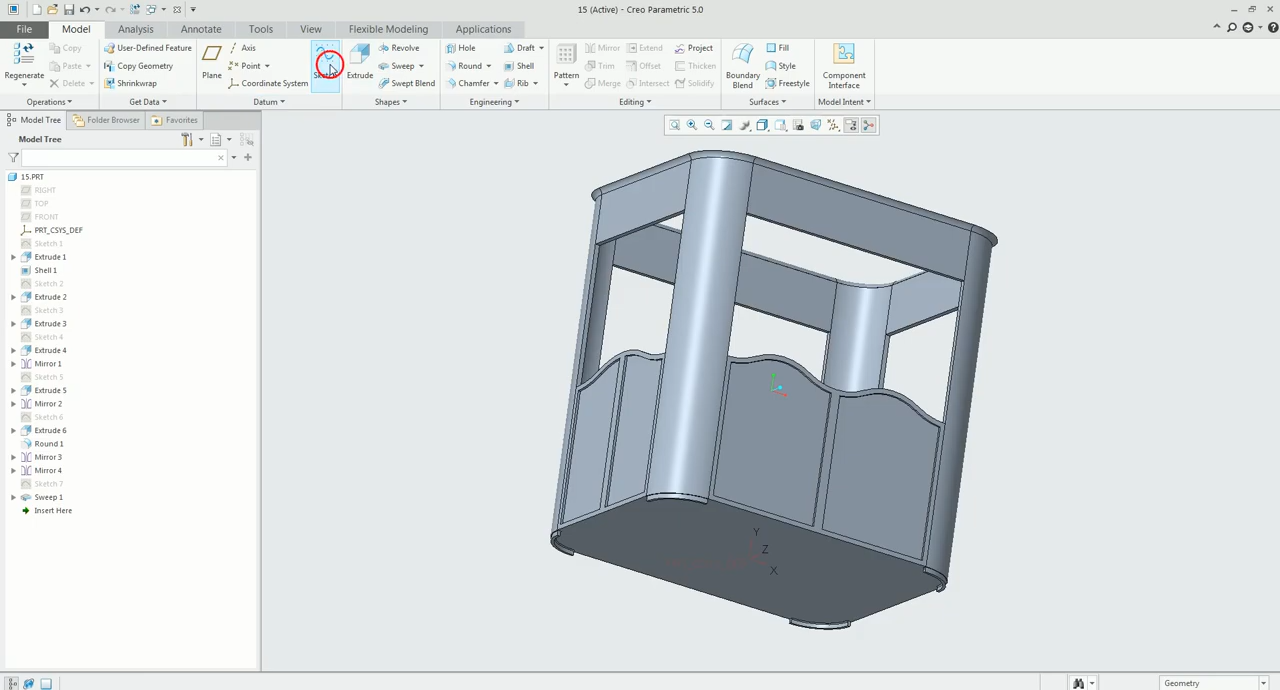 15 (Active) - Creo Parametric 5.0
File Model Analysis Annotate Tools View Flexible Modeling Applications
Regenerate
Copy
Paste
Delete
Operations
User-Defined Feature
Copy Geometry
Shrinkwrap
Get Data
Plane
Axis
Point
Coordinate System
Datum
Extrude
Revolve
Sweep
Swept Blend
Shapes
Hole
Round
Chamfer
Draft
Shell
Rib
Engineering
Pattern
Mirror
Trim
Merge
Extend
Offset
Intersect
Project
Thicken
Solidify
Editing
Boundary
Blend
Fill
Style
Freestyle
Surfaces
Component
Interface
Model Intent
Model Tree Folder Browser Favorites
Model Tree
15.PRT
RIGHT
TOP
FRONT
PRT_CSYS_DEF
Sketch 1
Extrude 1
Shell 1
Sketch 2
Extrude 2
Sketch 3
Extrude 3
Sketch 4
Extrude 4
Mirror 1
Sketch 5
Extrude 5
Mirror 2
Sketch 6
Extrude 6
Round 1
Mirror 3
Mirror 4
Sketch 7
Sweep 1
Insert Here
Y
Z
X
Geometry